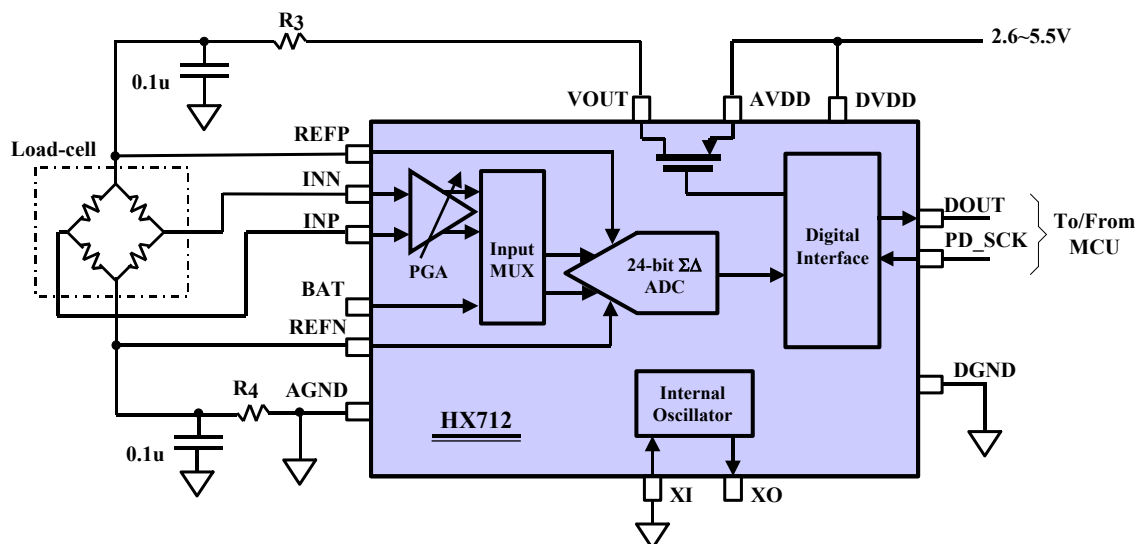 R3
2.6~5.5V
0.1u
VOUT
AVDD
DVDD
REFP
Load-cell
INN
INP
PGA
Input
MUX
24-bit ΣΔ
ADC
Digital
Interface
DOUT
PD_SCK
To/From
MCU
BAT
REFN
R4
AGND
DGND
Internal
Oscillator
HX712
0.1u
XI
XO